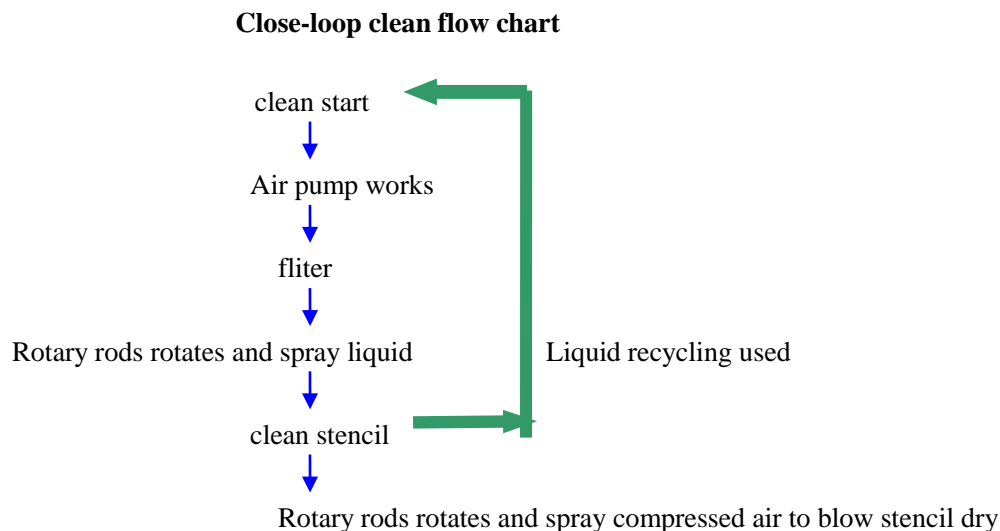 Close-loop clean flow chart
clean start
Air pump works
fliter
Rotary rods rotates and spray liquid
Liquid recycling used
clean stencil
Rotary rods rotates and spray compressed air to blow stencil dry